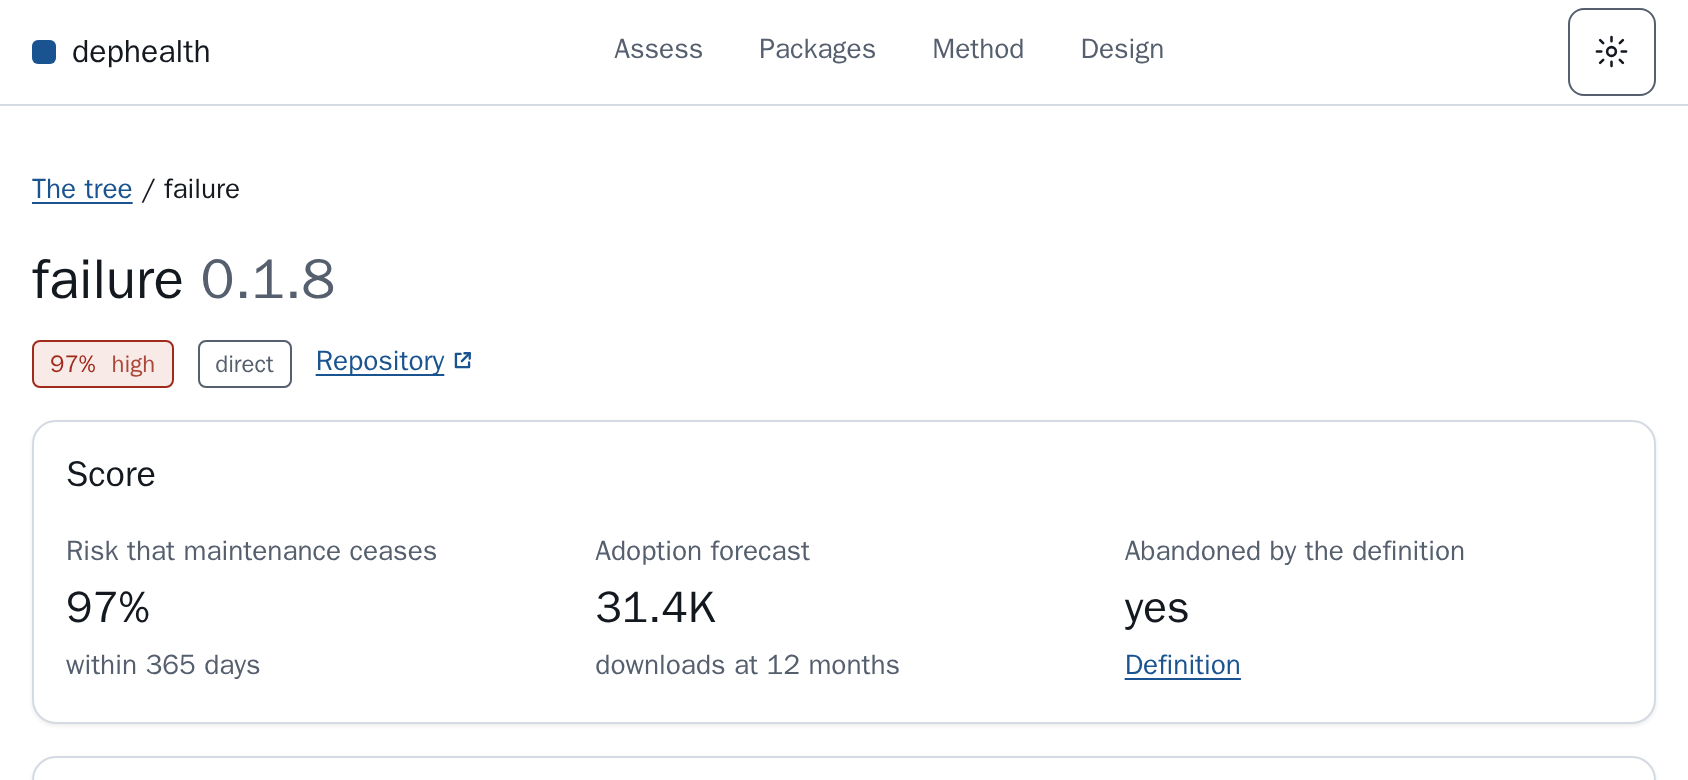 dephealth
Assess Packages Method Design
The tree / failure
failure 0.1.8
97% high direct Repository
Score
Risk that maintenance ceases Adoption forecast Abandoned by the definition
97% 31.4K yes
within 365 days downloads at 12 months Definition